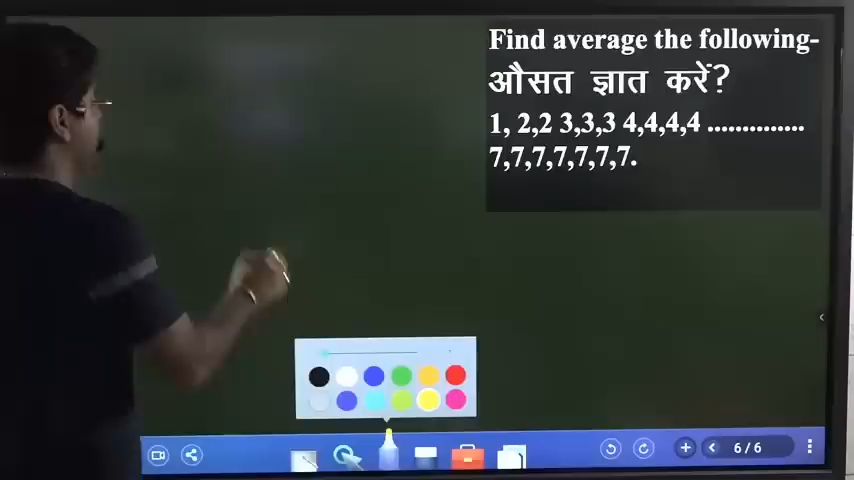 Find average the following-
औसत ज्ञात करें?
1, 2,2 3,3,3 4,4,4,4 ...............
7,7,7,7,7,7,7.
6/6